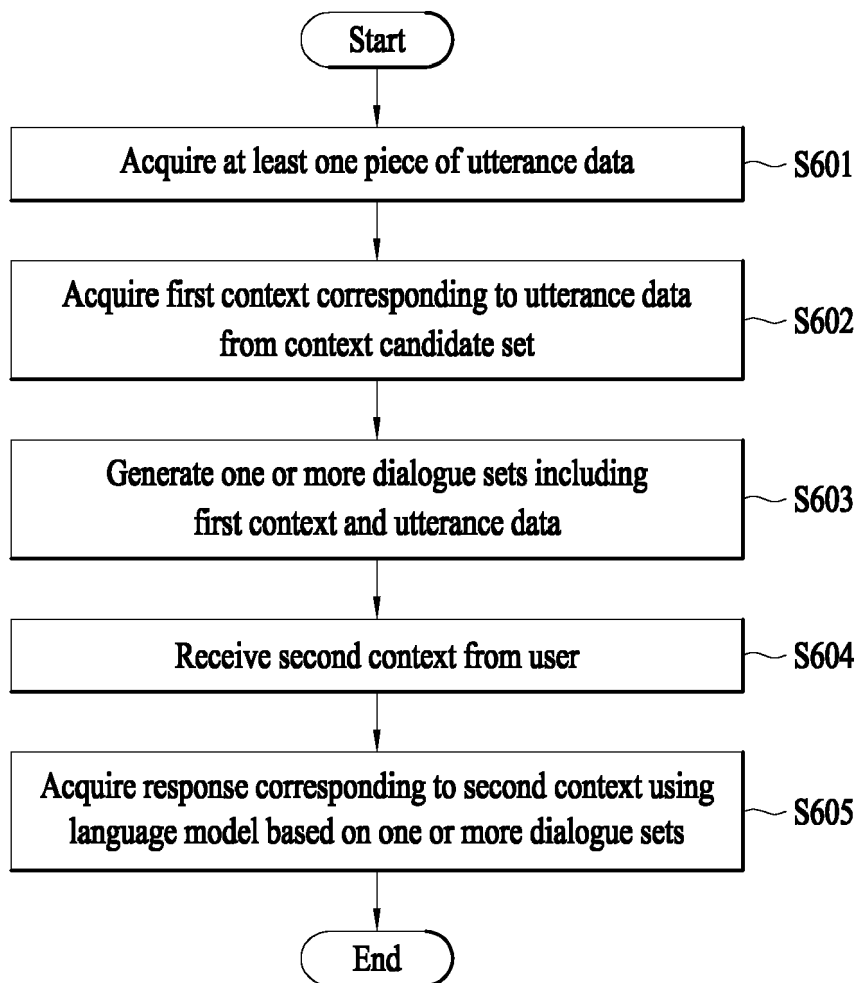 Start
Acquire at least one piece of utterance data
S601
Acquire first context corresponding to utterance data
from context candidate set
S602
Generate one or more dialogue sets including
first context and utterance data
S603
Receive second context from user
S604
Acquire response corresponding to second context using
language model based on one or more dialogue sets
S605
End